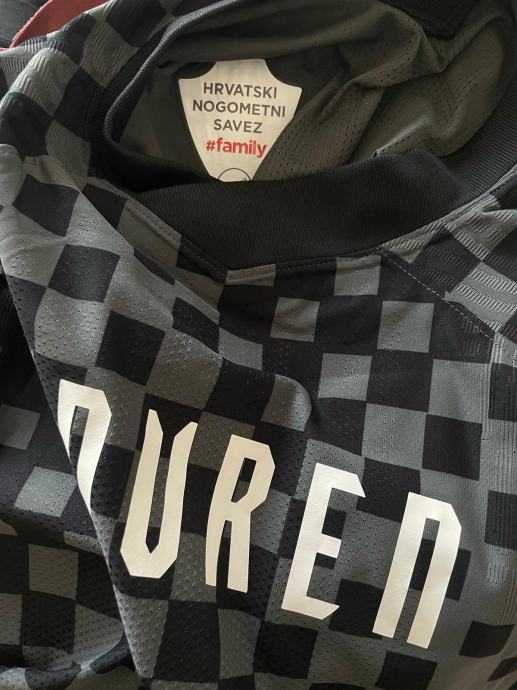 HRVATSKI
NOGOMETNI
SAVEZ
#family
DUREN